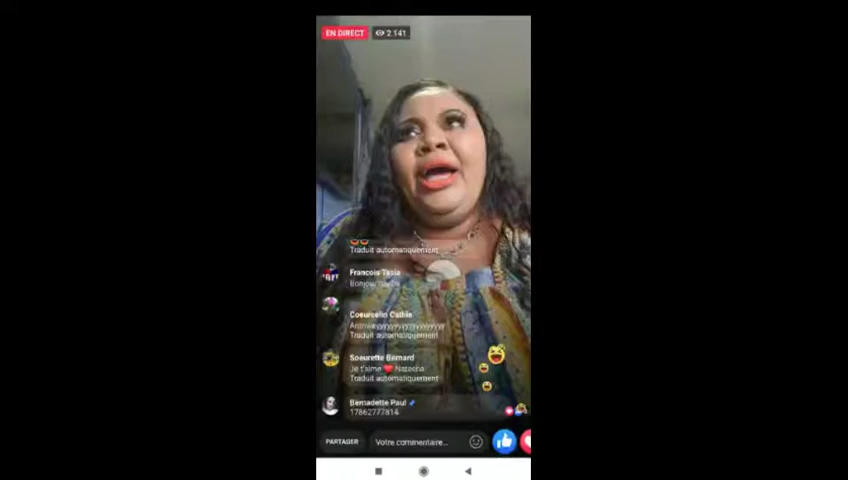 EN DIRECT 2 141
Traduit automatiquement
Francois Tasia
Bonjour
Coeurcelin Cathie
Traduit automatiquement
Soeurette Bernard
Je t'aime ❤️ Natacha
Traduit automatiquement
Bernadette Paul
17862777814
PARTAGER Votre commentaire...